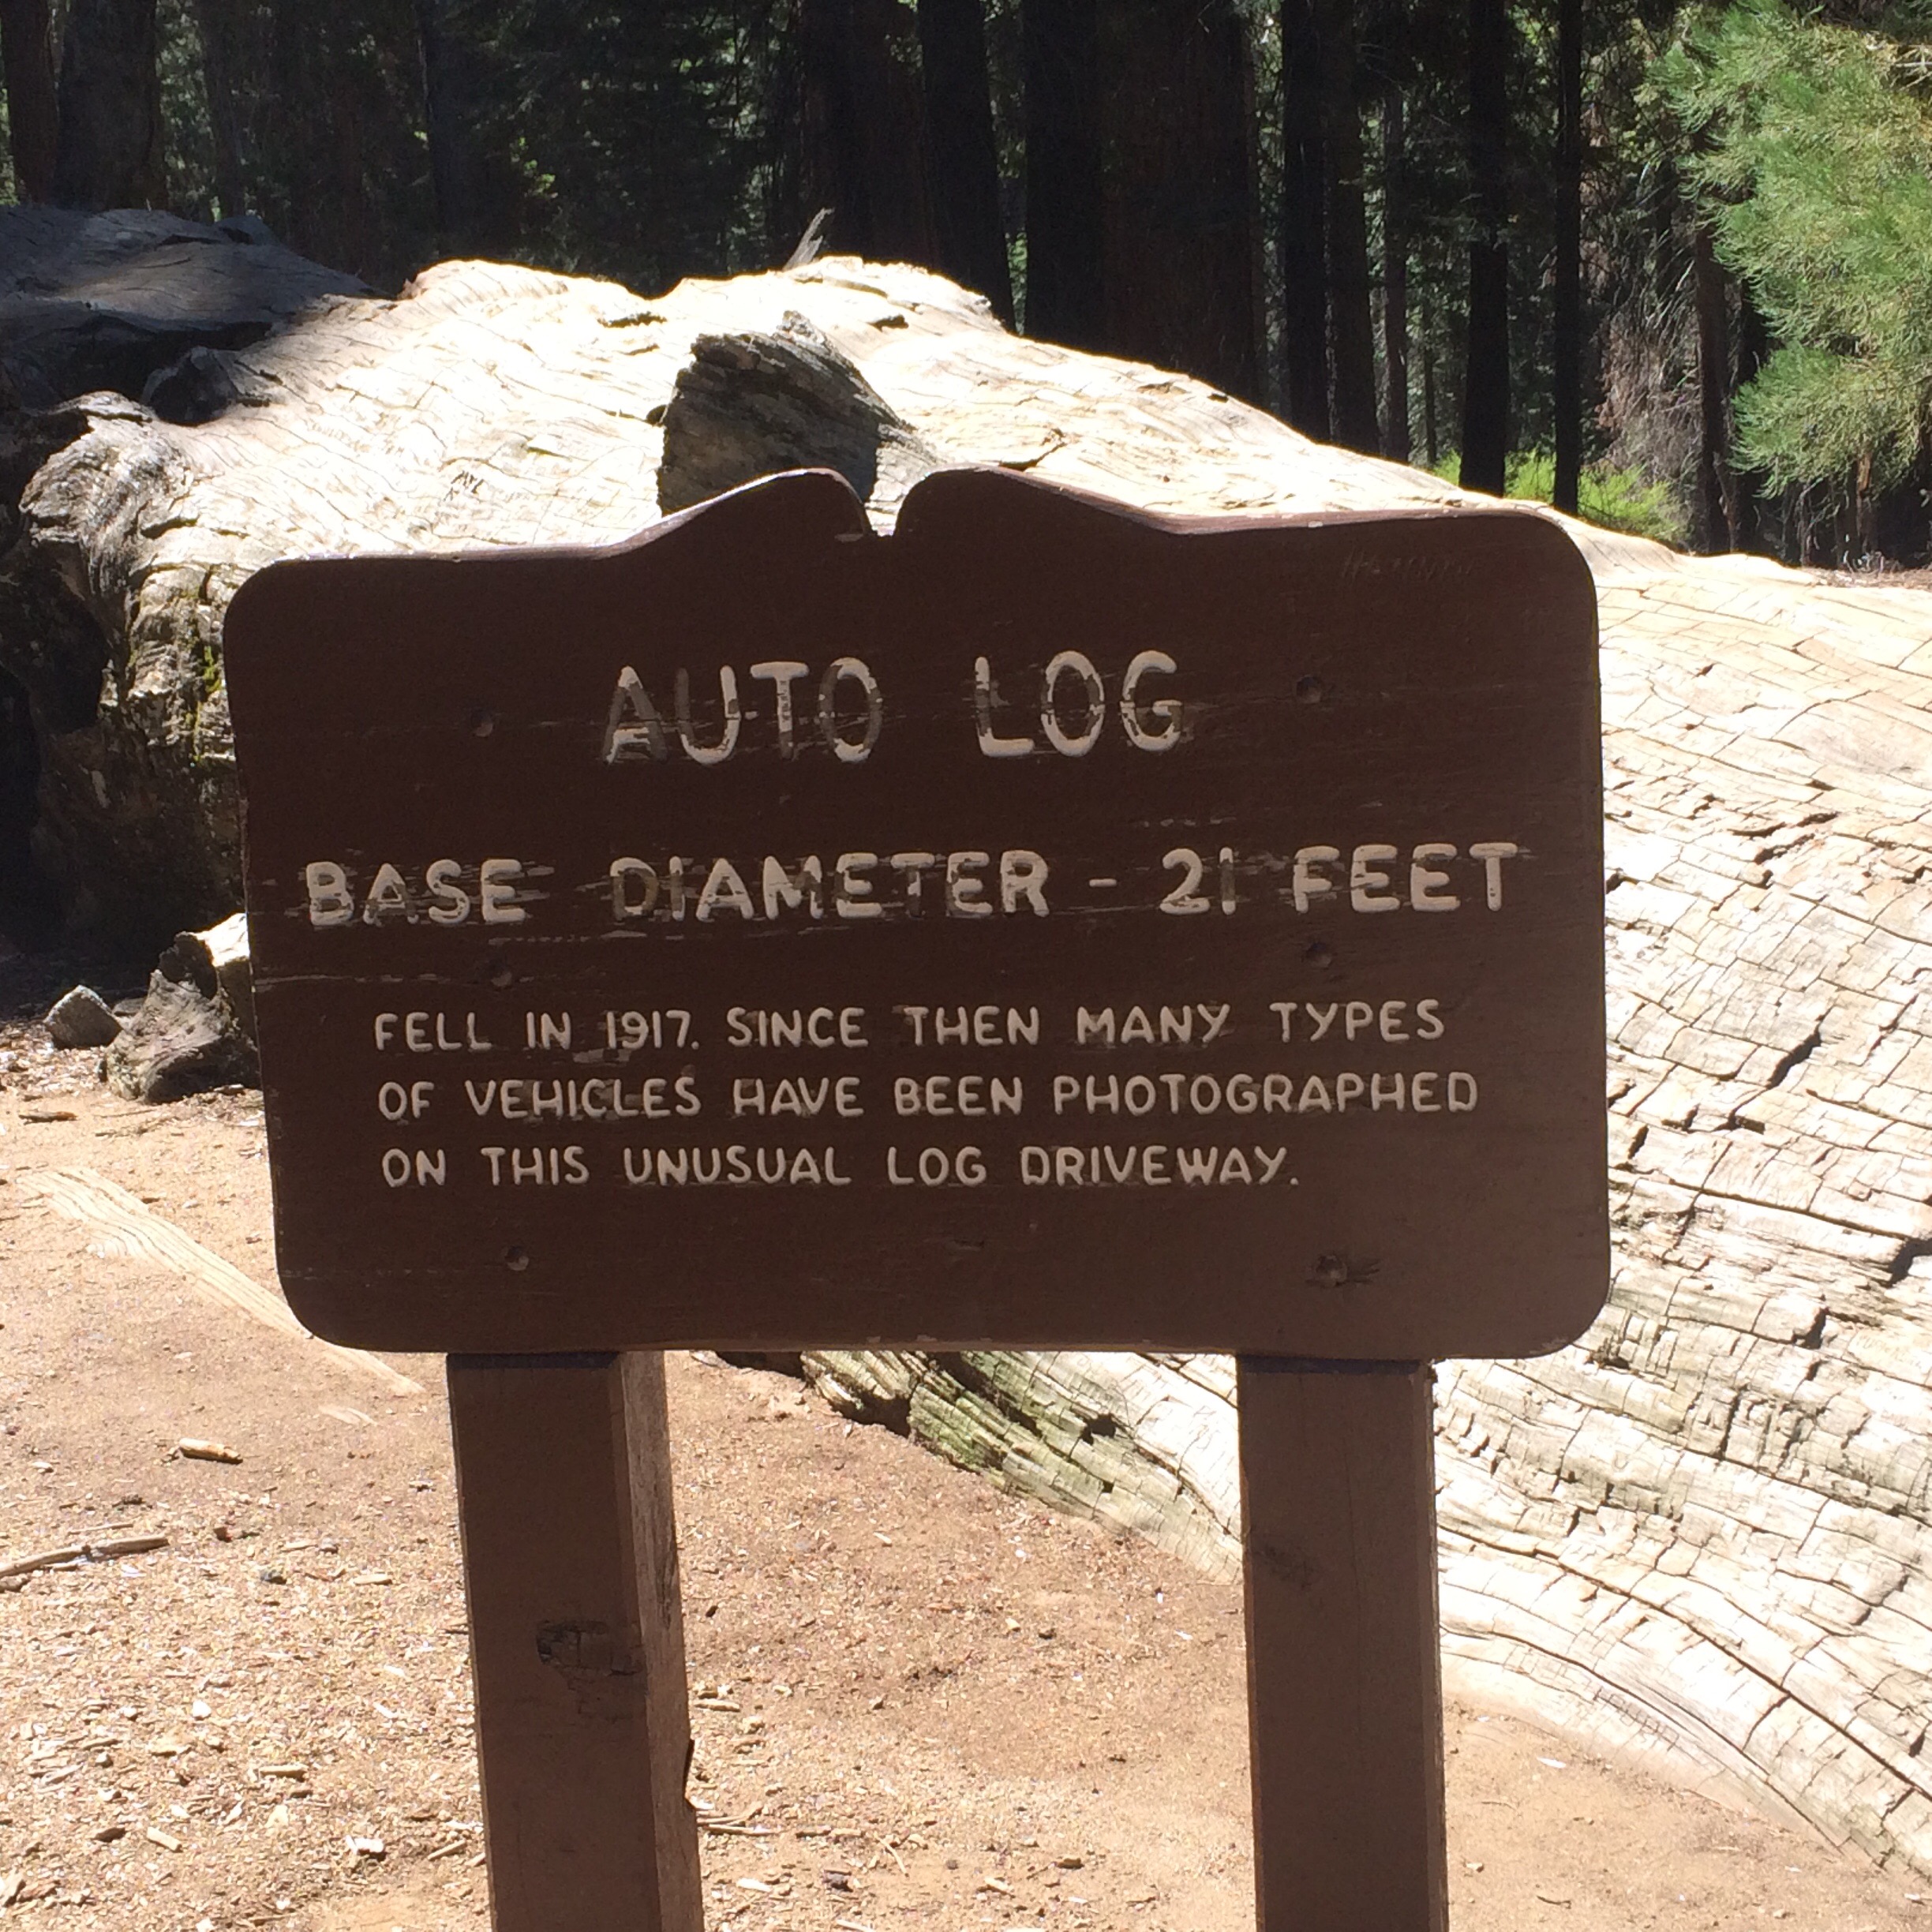 AUTO LOG
BASE DIAMETER - 21 FEET
FELL IN 1917. SINCE THEN MANY TYPES
OF VEHICLES HAVE BEEN PHOTOGRAPHED
ON THIS UNUSUAL LOG DRIVEWAY.